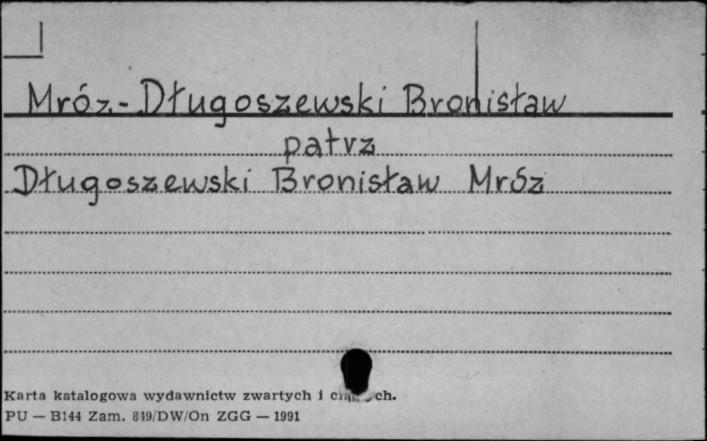 Mróz-Długoszewski Bronisław
patrz
Długoszewski Bronisław Mróz
Karta katalogowa wydawnictw zwartych i
PU — B144 Zam. 849/DW/On ZGG — 1991